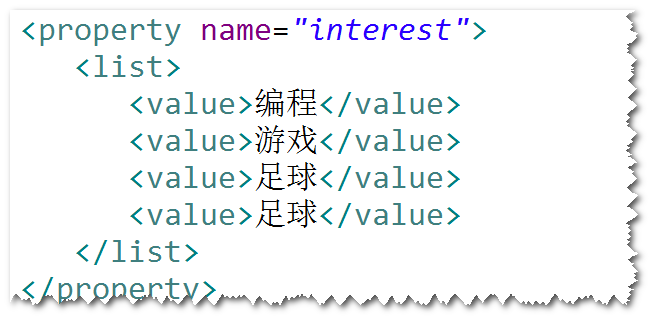 <property name="interest">
<list>
<value>编程</value>
<value>游戏</value>
<value>足球</value>
<value>足球</value>
</list>
</property>